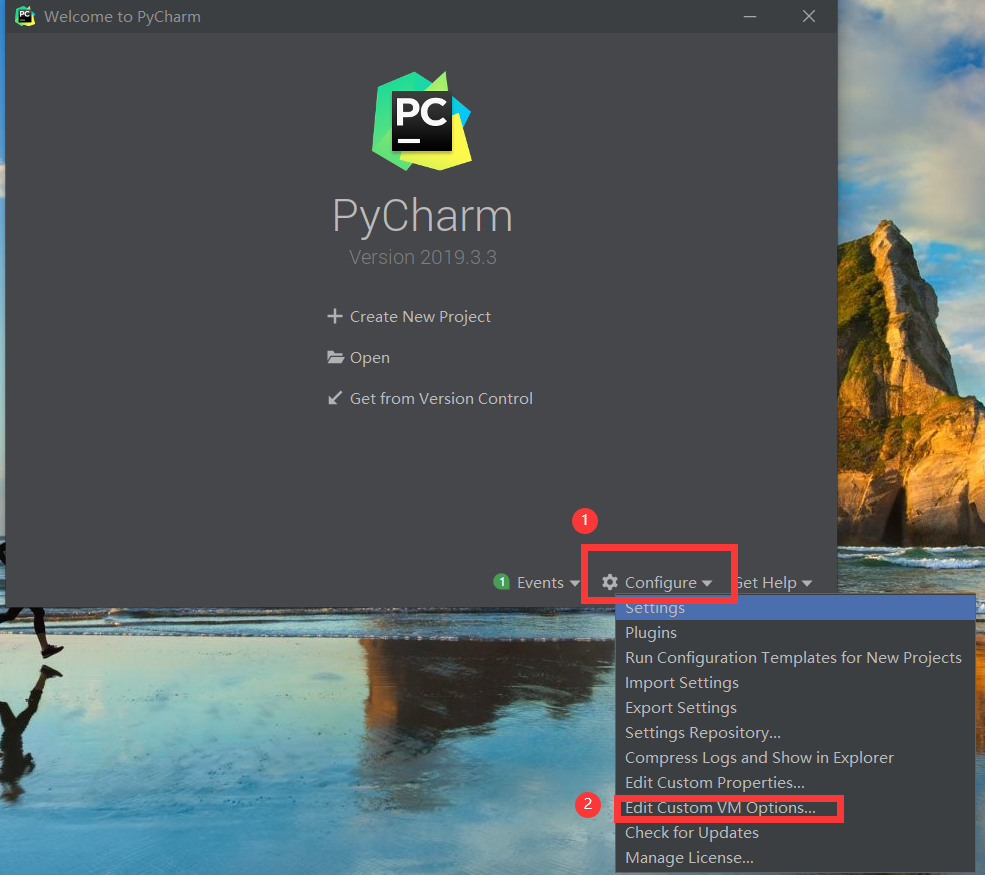 PC
Welcome to PyCharm
PC
PyCharm
Version 2019.3.3
Create New Project
Open
Get from Version Control
1
1
Events
Configure
Get Help
Settings
Plugins
Run Configuration Templates for New Projects
Import Settings
Export Settings
Settings Repository...
Compress Logs and Show in Explorer
Edit Custom Properties...
2
Edit Custom VM Options...
Check for Updates
Manage License...